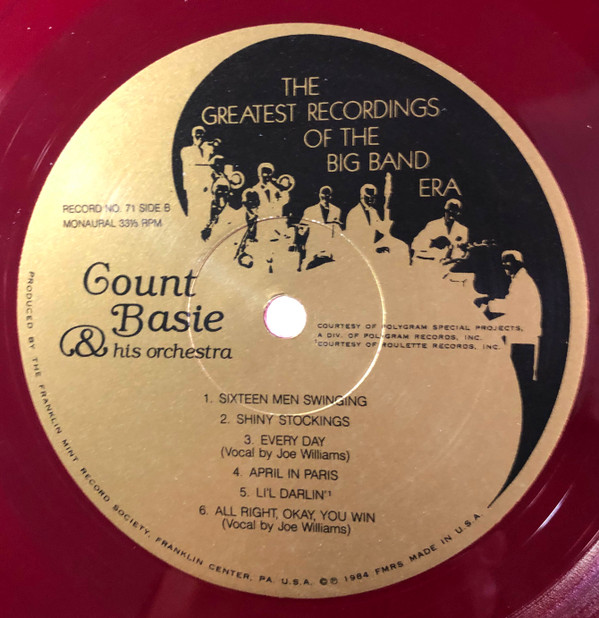 THE
GREATEST RECORDINGS
OF THE
BIG BAND
ERA
RECORD NO. 71 SIDE B
MONAURAL 33⅓ RPM
Count
Basie
& his orchestra
COURTESY OF POLYGRAM SPECIAL PROJECTS,
A DIV. OF POLYGRAM RECORDS, INC.
¹COURTESY OF ROULETTE RECORDS, INC.
1. SIXTEEN MEN SWINGING
2. SHINY STOCKINGS
3. EVERY DAY
(Vocal by Joe Williams)
4. APRIL IN PARIS
5. LI'L DARLIN'¹
6. ALL RIGHT, OKAY, YOU WIN
(Vocal by Joe Williams)
PRODUCED BY THE FRANKLIN MINT RECORD SOCIETY, FRANKLIN CENTER, PA. U.S.A. ©℗ 1984 FMRS MADE IN U.S.A.